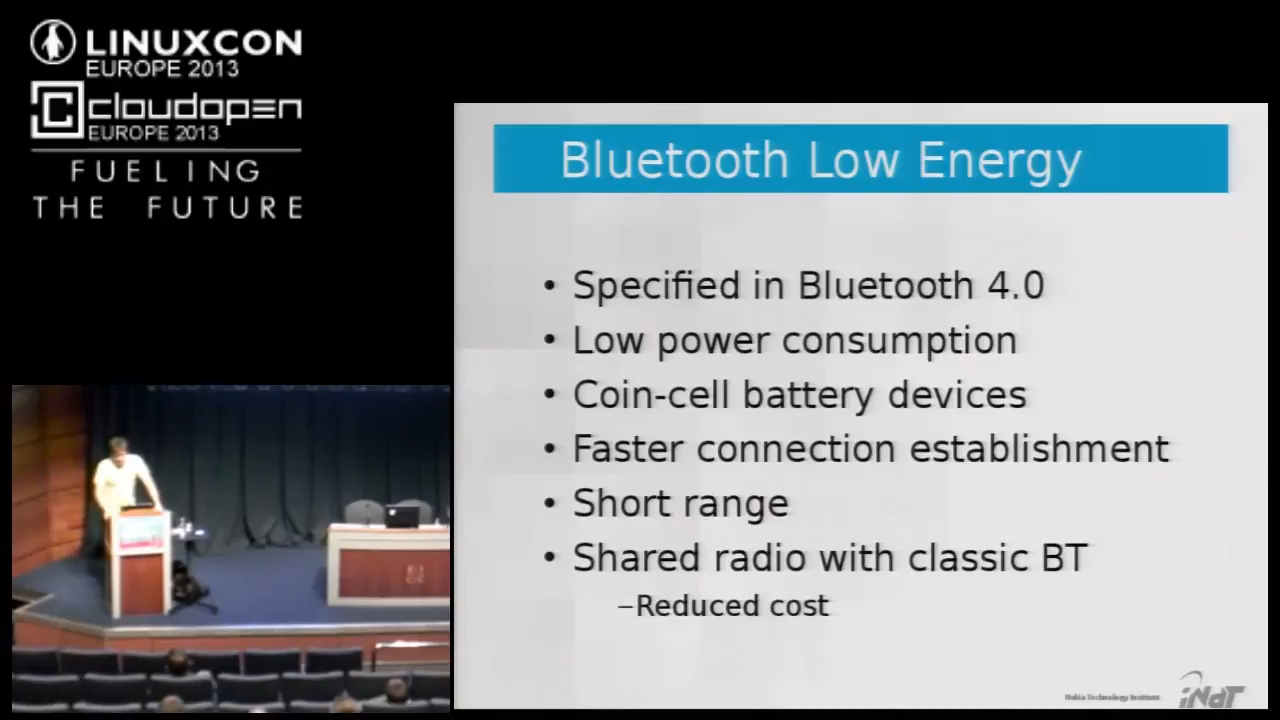 LINUXCON
EUROPE 2013
cloudopen
EUROPE 2013
FUELING
THE FUTURE
Bluetooth Low Energy
• Specified in Bluetooth 4.0
• Low power consumption
• Coin-cell battery devices
• Faster connection establishment
• Short range
• Shared radio with classic BT
–Reduced cost
Nokia Technology Institute
iNdT